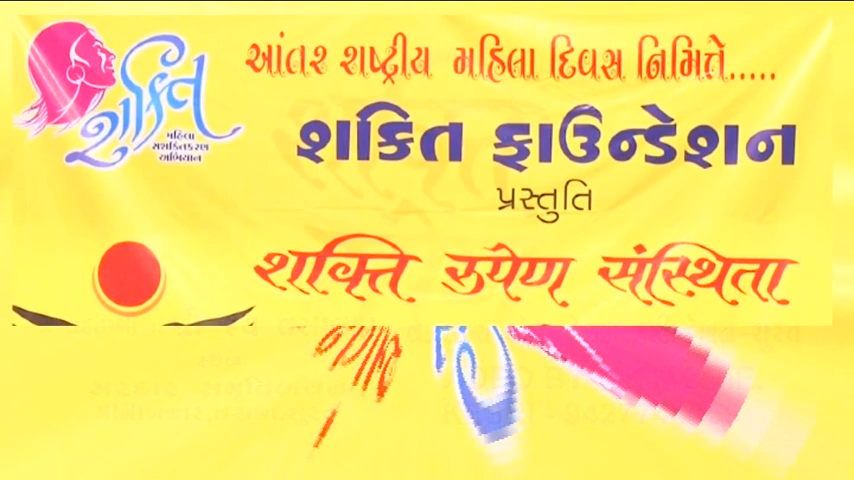 શક્તિ
મહિલા
સશક્તિકરણ
અભિયાન
આંતર રાષ્ટ્રીય મહિલા દિવસ નિમિત્તે.....
શકિત ફાઉન્ડેશન
પ્રસ્તુતિ
શક્તિ રુપેણ સંસ્થિતા